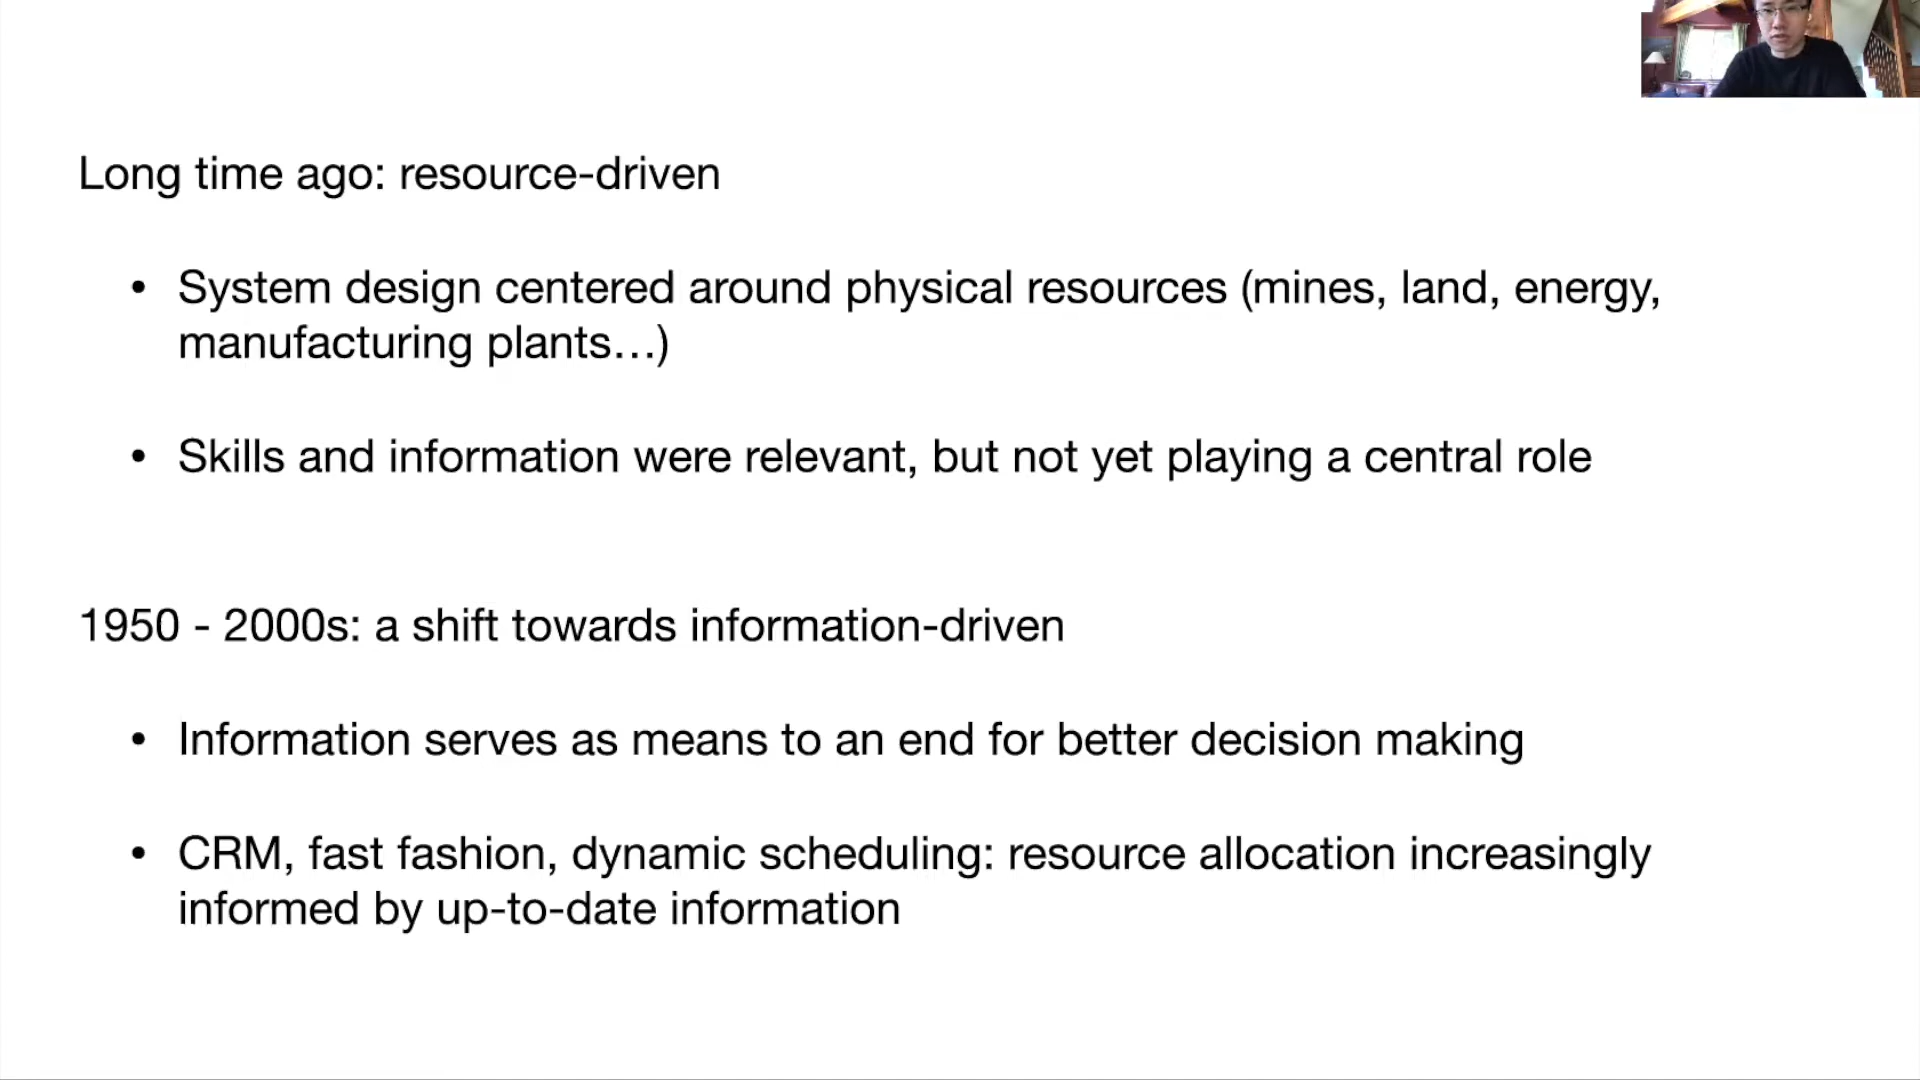 Long time ago: resource-driven
• System design centered around physical resources (mines, land, energy,
manufacturing plants…)
• Skills and information were relevant, but not yet playing a central role
1950 - 2000s: a shift towards information-driven
• Information serves as means to an end for better decision making
• CRM, fast fashion, dynamic scheduling: resource allocation increasingly
informed by up-to-date information